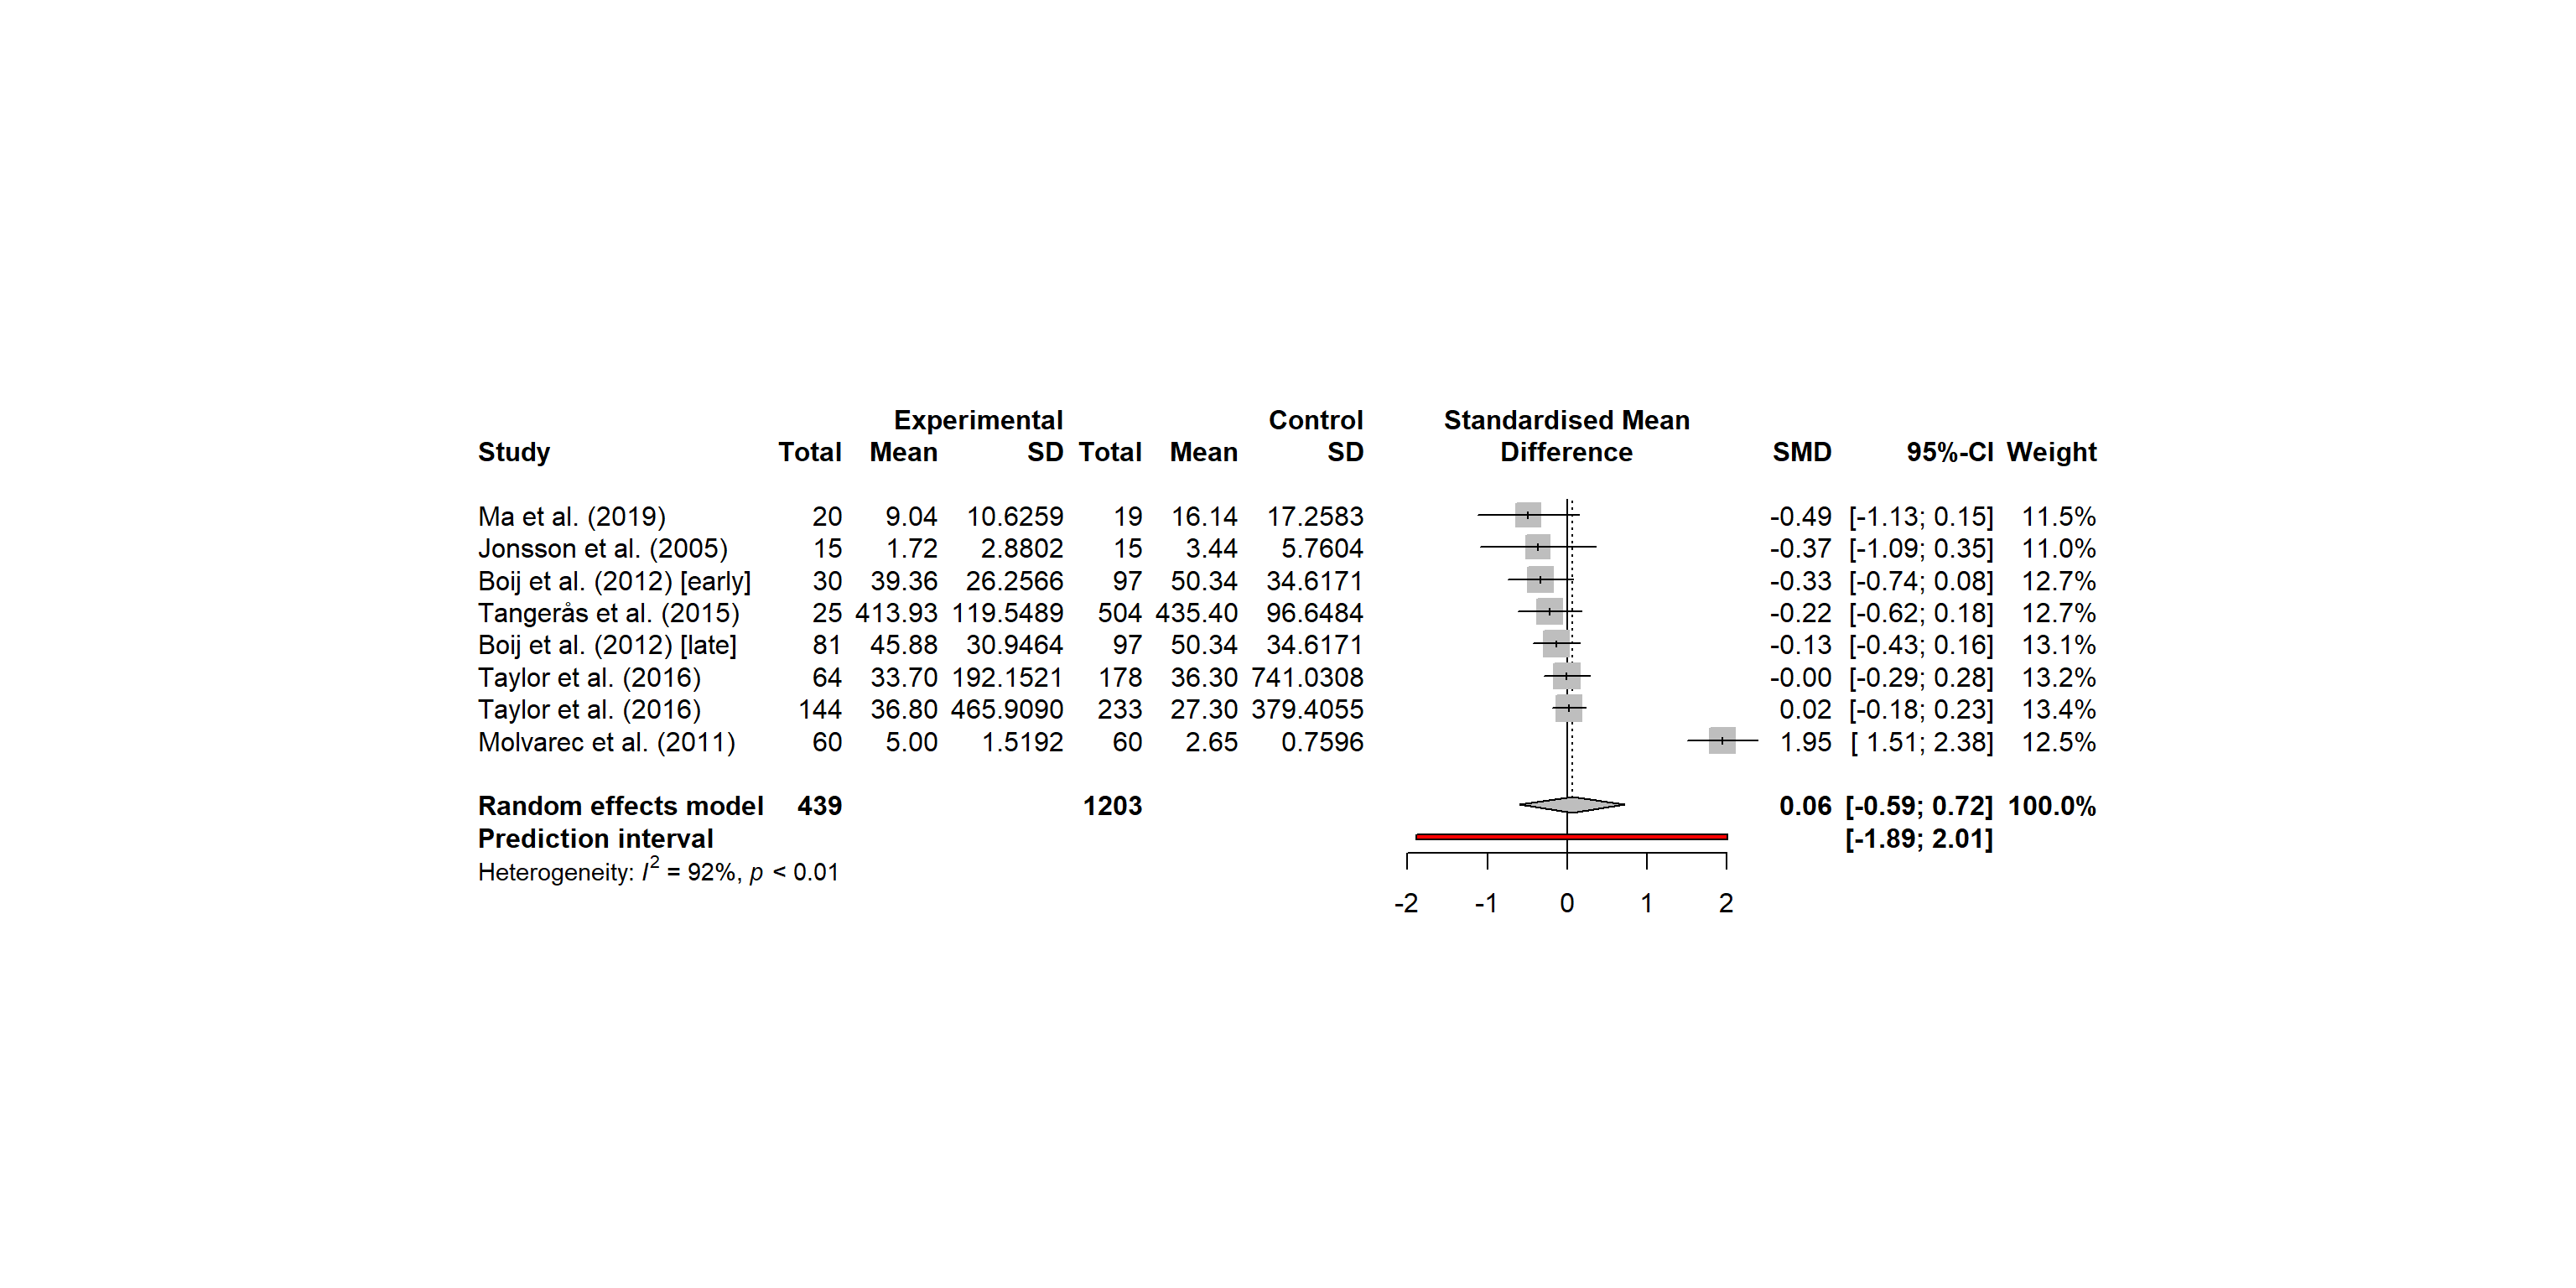 Experimental Control Standardised Mean
Study Total Mean SD Total Mean SD Difference SMD 95%-CI Weight
Ma et al. (2019) 20 9.04 10.6259 19 16.14 17.2583 -0.49 [-1.13; 0.15] 11.5%
Jonsson et al. (2005) 15 1.72 2.8802 15 3.44 5.7604 -0.37 [-1.09; 0.35] 11.0%
Boij et al. (2012) [early] 30 39.36 26.2566 97 50.34 34.6171 -0.33 [-0.74; 0.08] 12.7%
Tangerås et al. (2015) 25 413.93 119.5489 504 435.40 96.6484 -0.22 [-0.62; 0.18] 12.7%
Boij et al. (2012) [late] 81 45.88 30.9464 97 50.34 34.6171 -0.13 [-0.43; 0.16] 13.1%
Taylor et al. (2016) 64 33.70 192.1521 178 36.30 741.0308 -0.00 [-0.29; 0.28] 13.2%
Taylor et al. (2016) 144 36.80 465.9090 233 27.30 379.4055 0.02 [-0.18; 0.23] 13.4%
Molvarec et al. (2011) 60 5.00 1.5192 60 2.65 0.7596 1.95 [ 1.51; 2.38] 12.5%
Random effects model 439 1203 0.06 [-0.59; 0.72] 100.0%
Prediction interval [-1.89; 2.01]
Heterogeneity: I² = 92%, p < 0.01
-2 -1 0 1 2